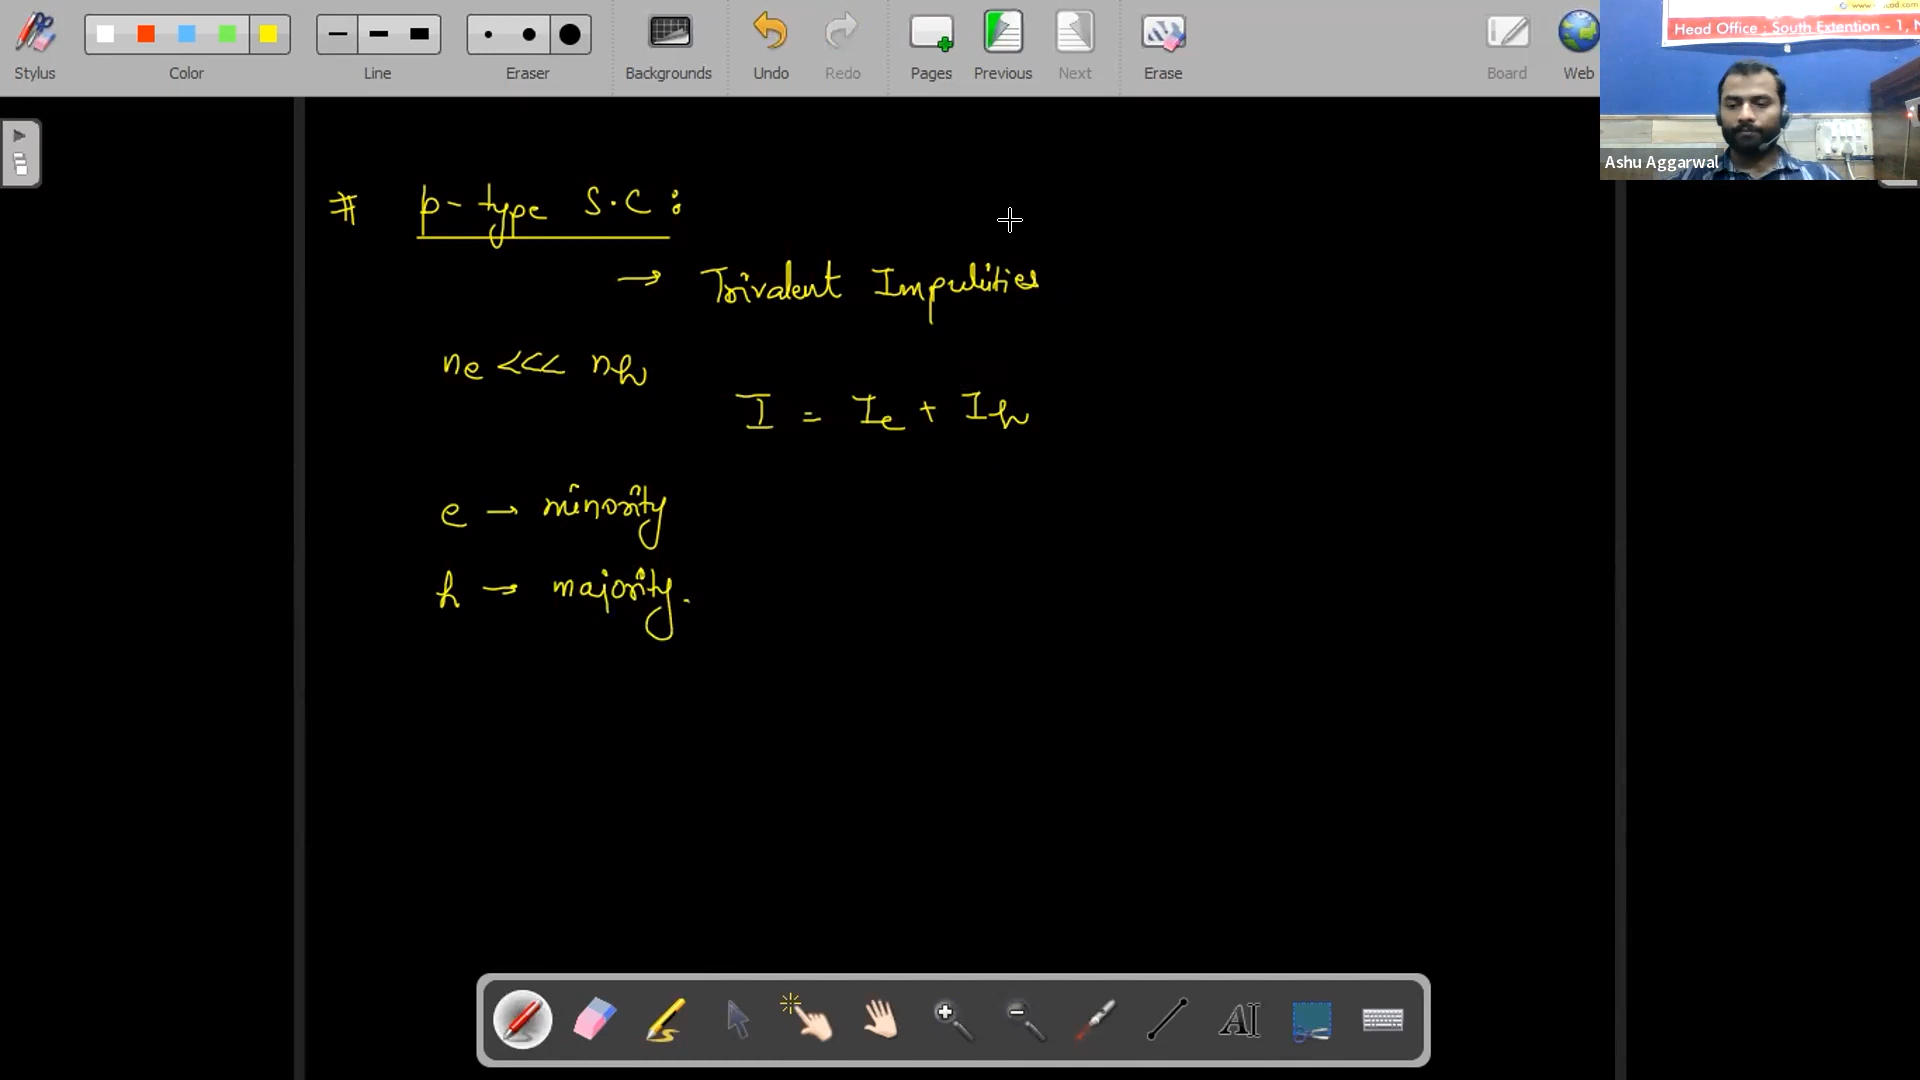 Stylus
Color
Line
Eraser
Backgrounds
Undo
Redo
Pages
Previous
Next
Erase
Board
Web
Head Office : South Extention - 1, N
Ashu Aggarwal
# p-type S.C :
→ Trivalent Impurities
ne <<< nh
I = Ie + Ih
e → minority
h → majority.
AI